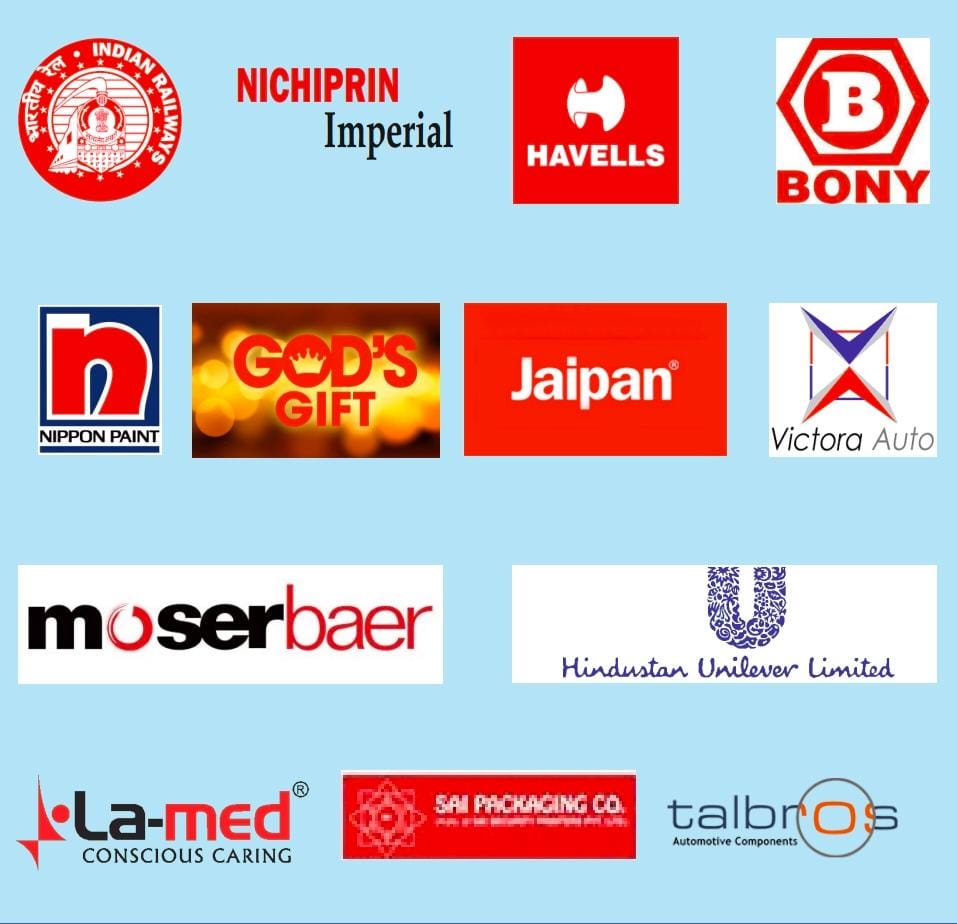 भारतीय रेल • INDIAN RAILWAYS
NICHIPRIN
Imperial
HAVELLS
B
BONY
n
NIPPON PAINT
GOD'S
GIFT
Jaipan®
Victora Auto
moserbaer
U
Hindustan Unilever Limited
La-med®
CONSCIOUS CARING
SAI PACKAGING CO.
talbros
Automotive Components